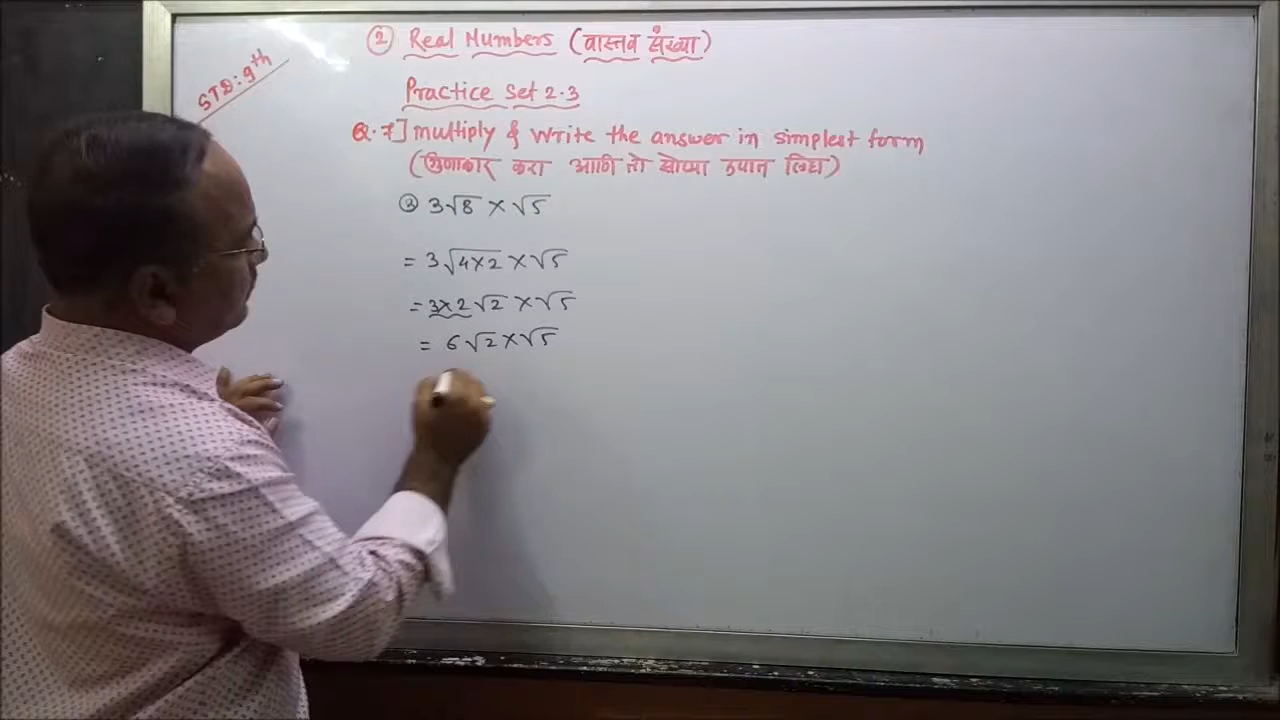 STD: 9th
② Real Numbers (वास्तव संख्या)
Practice Set 2.3
Q.7] multiply & Write the answer in simplest form
(गुणाकार करा आणि तो सोप्या रुपात लिहा)
③ 3√8 × √5
= 3√4×2 × √5
= 3×2√2 × √5
= 6√2×√5